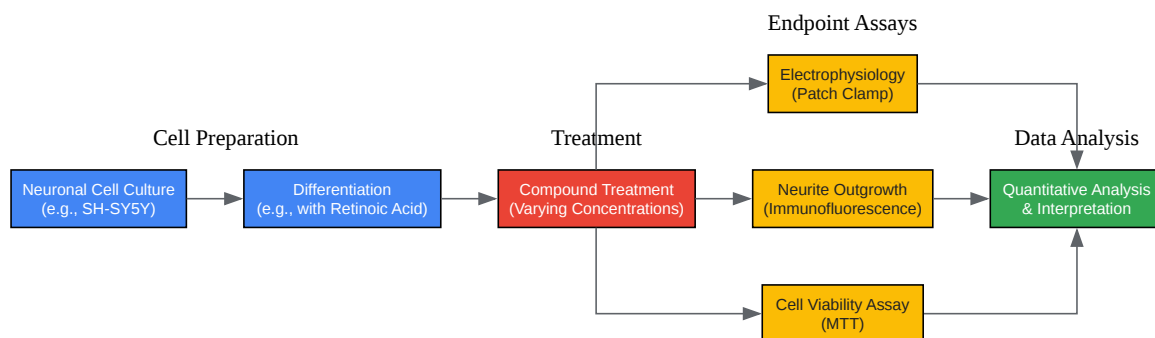 Endpoint Assays
Electrophysiology
(Patch Clamp)
Cell Preparation
Treatment
Data Analysis
Neuronal Cell Culture
(e.g., SH-SY5Y)
Differentiation
(e.g., with Retinoic Acid)
Compound Treatment
(Varying Concentrations)
Neurite Outgrowth
(Immunofluorescence)
Quantitative Analysis
& Interpretation
Cell Viability Assay
(MTT)